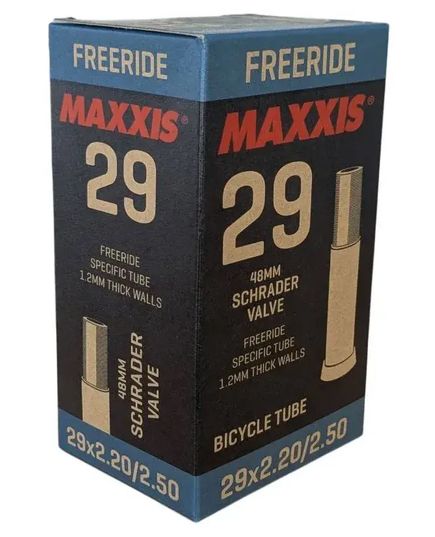 FREERIDE
MAXXIS®
29
FREERIDE
SPECIFIC TUBE
1.2MM THICK WALLS
48MM
SCHRADER
VALVE
29x2.20/2.50
FREERIDE
MAXXIS®
29
48MM
SCHRADER
VALVE
FREERIDE
SPECIFIC TUBE
1.2MM THICK WALLS
BICYCLE TUBE
29x2.20/2.50